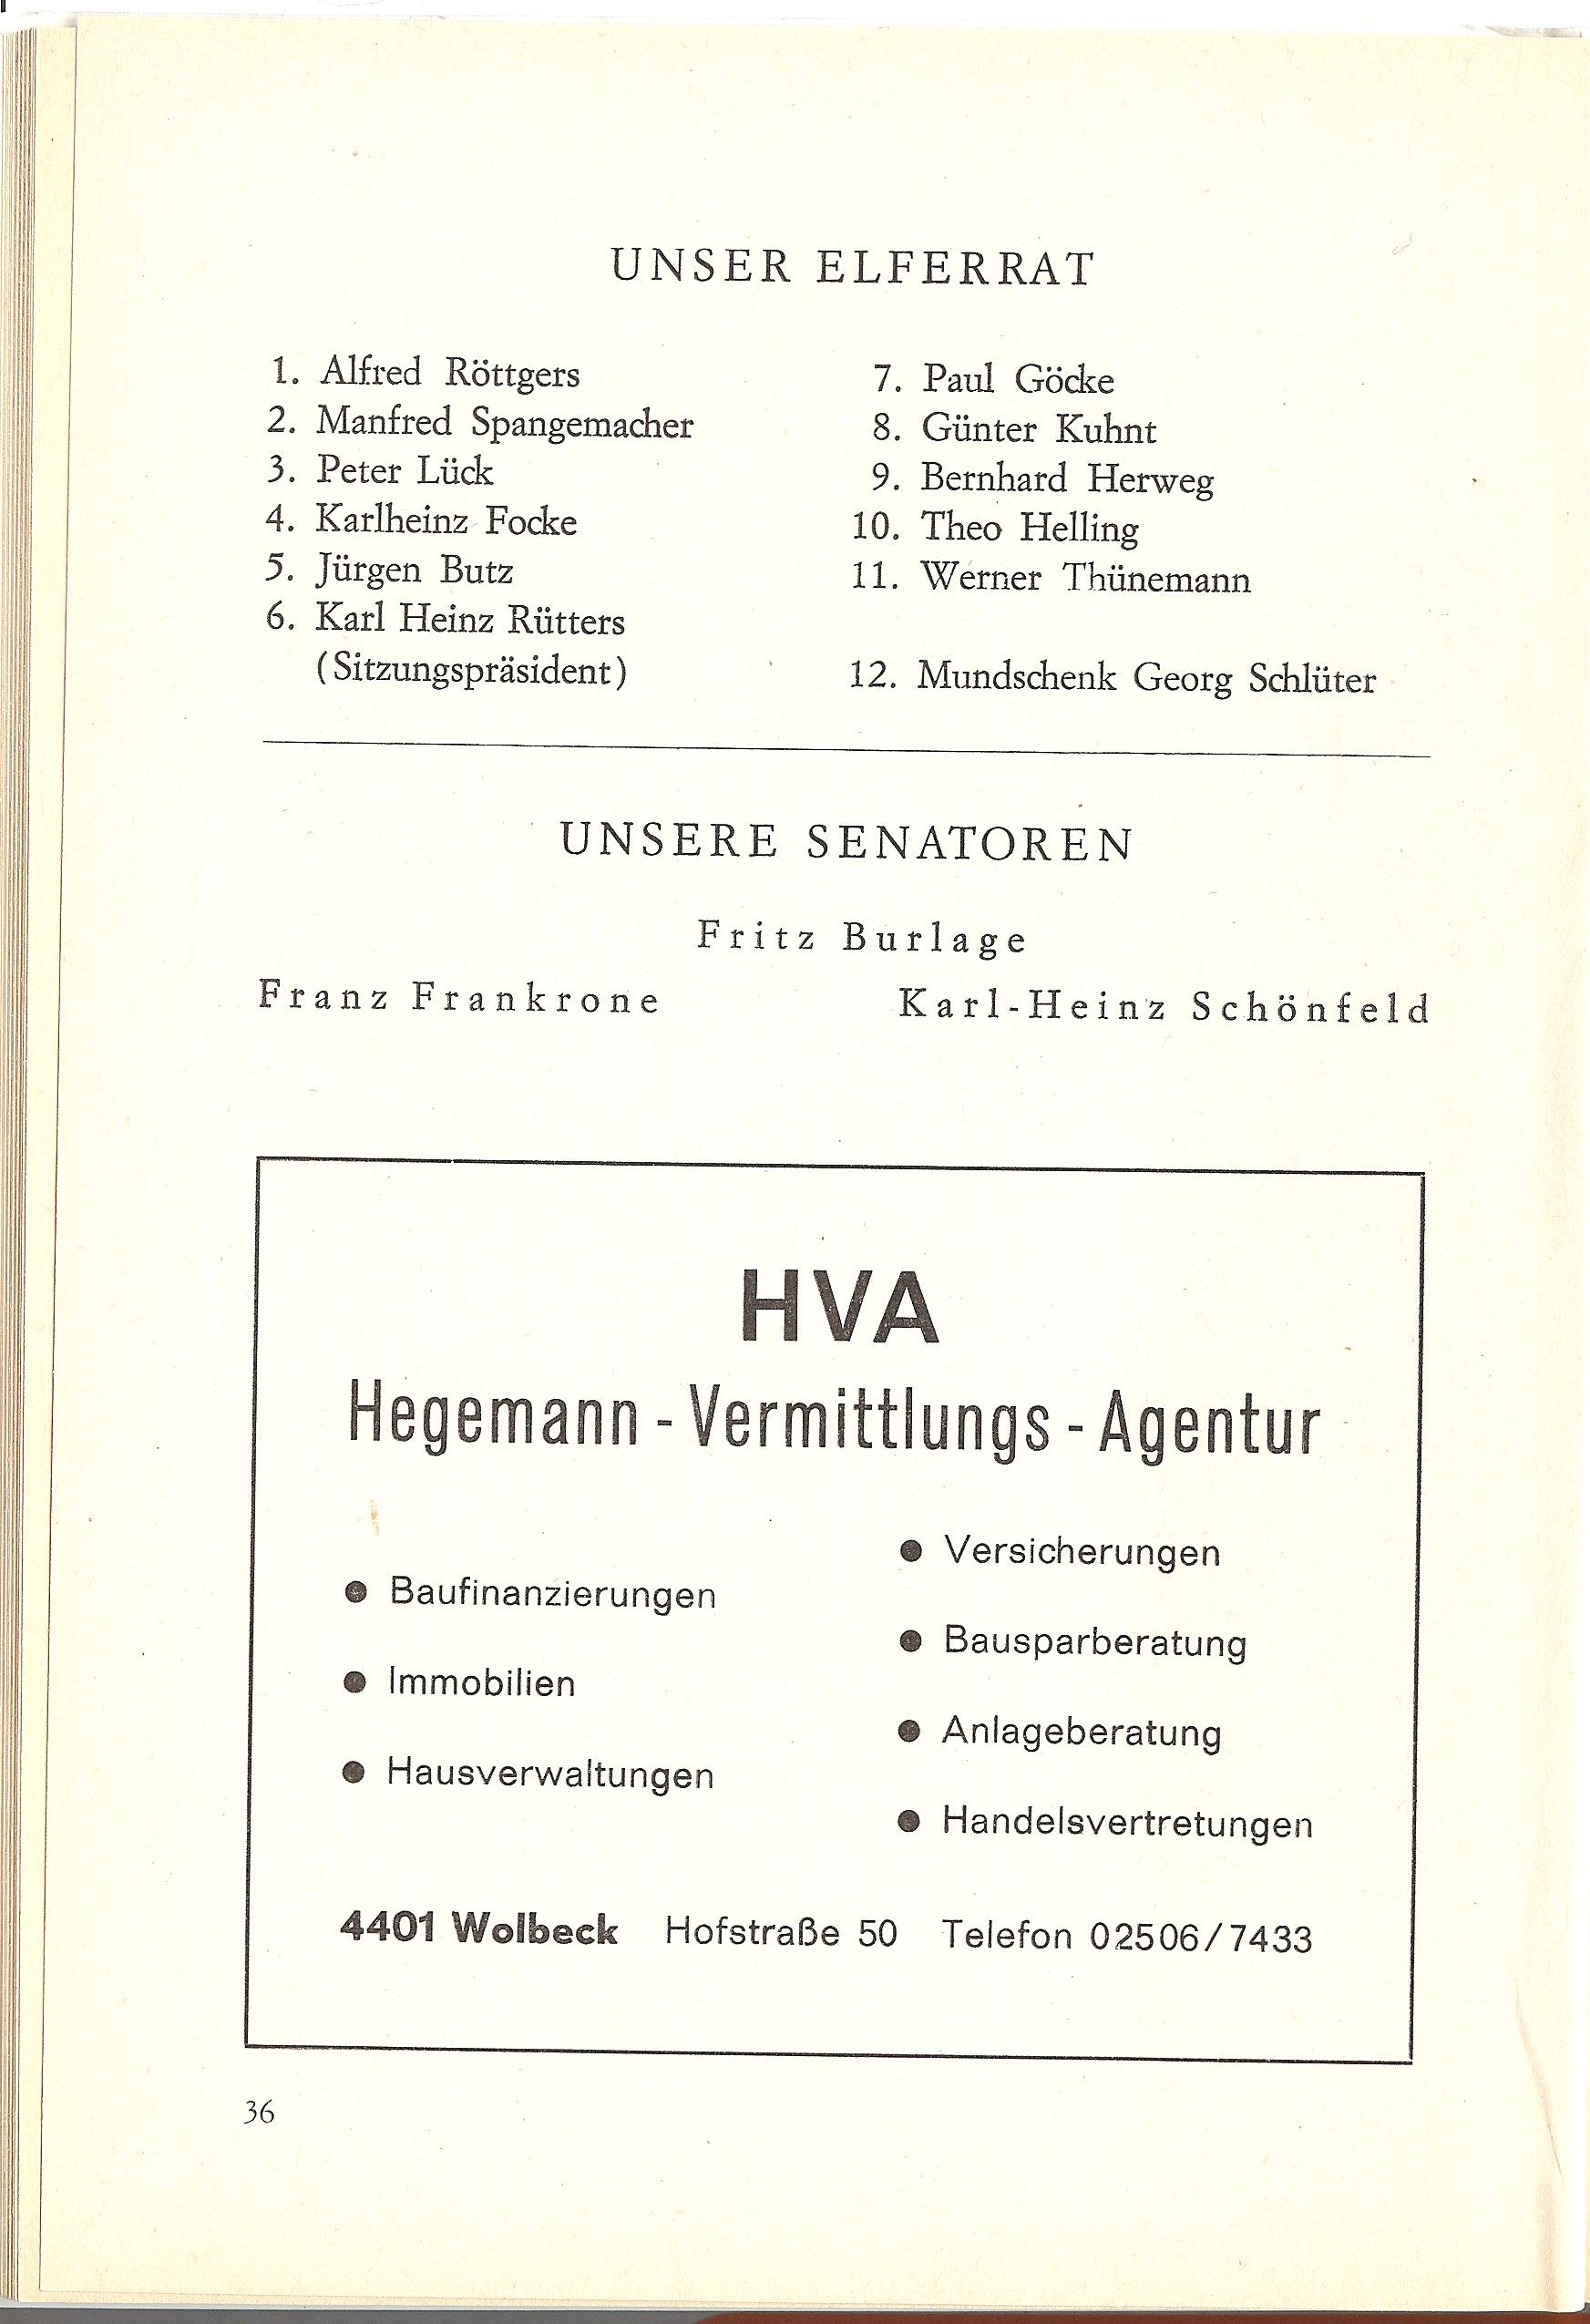 UNSER ELFERRAT
1. Alfred Röttgers
2. Manfred Spangemacher
3. Peter Lück
4. Karlheinz Focke
5. Jürgen Butz
6. Karl Heinz Rütters
(Sitzungspräsident)
7. Paul Göcke
8. Günter Kuhnt
9. Bernhard Herweg
10. Theo Helling
11. Werner Thünemann
12. Mundschenk Georg Schlüter
UNSERE SENATOREN
Fritz Burlage
Franz Frankrone Karl-Heinz Schönfeld
HVA
Hegemann - Vermittlungs - Agentur
● Baufinanzierungen
● Immobilien
● Hausverwaltungen
● Versicherungen
● Bausparberatung
● Anlageberatung
● Handelsvertretungen
4401 Wolbeck Hofstraße 50 Telefon 02506/7433
36